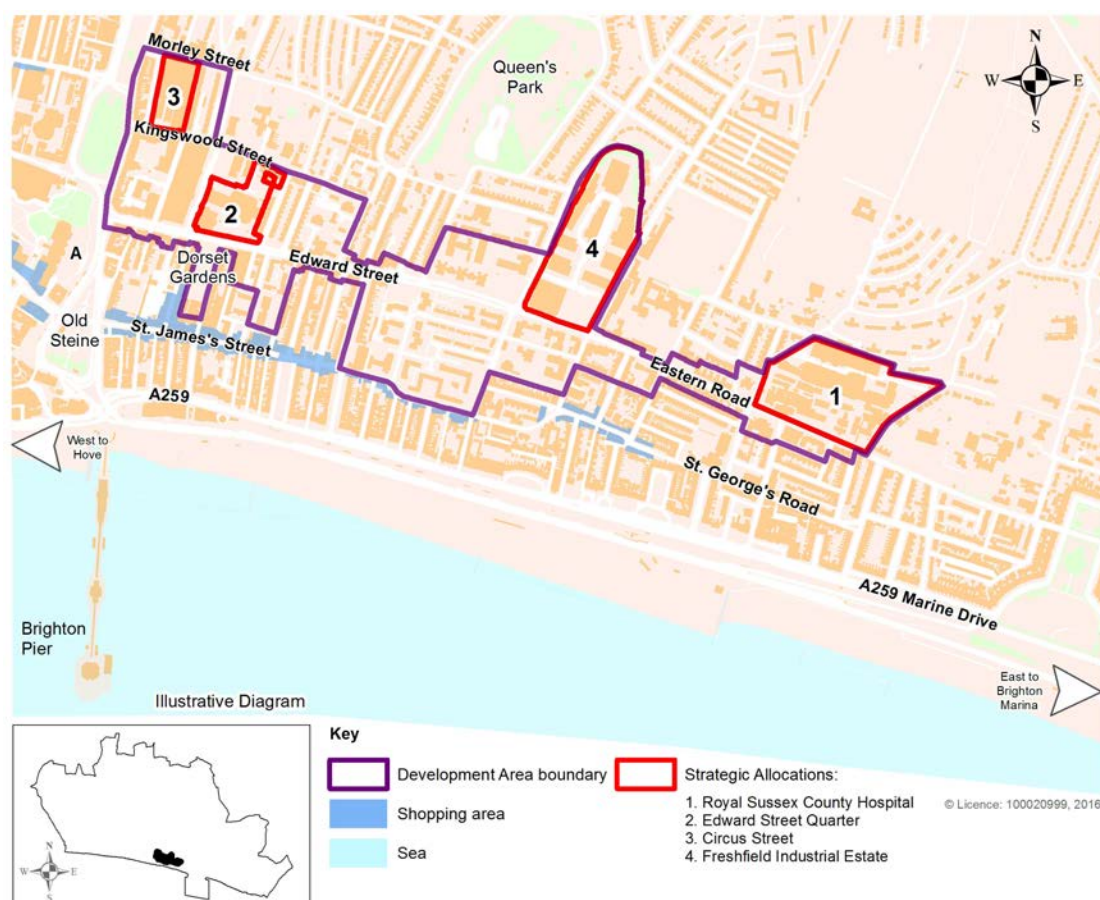 Morley Street
3
Kingswood Street
2
A
Dorset
Gardens
Old
Steine
St. James's Street
Edward Street
A259
Queen's
Park
N
W
E
S
4
Eastern Road
1
St. George's Road
A259 Marine Drive
West to
Hove
Brighton
Pier
East to
Brighton
Marina
Illustrative Diagram
N
W
E
S
Key
Development Area boundary
Shopping area
Sea
Strategic Allocations:
1. Royal Sussex County Hospital
2. Edward Street Quarter
3. Circus Street
4. Freshfield Industrial Estate
© Licence: 100020999, 2016